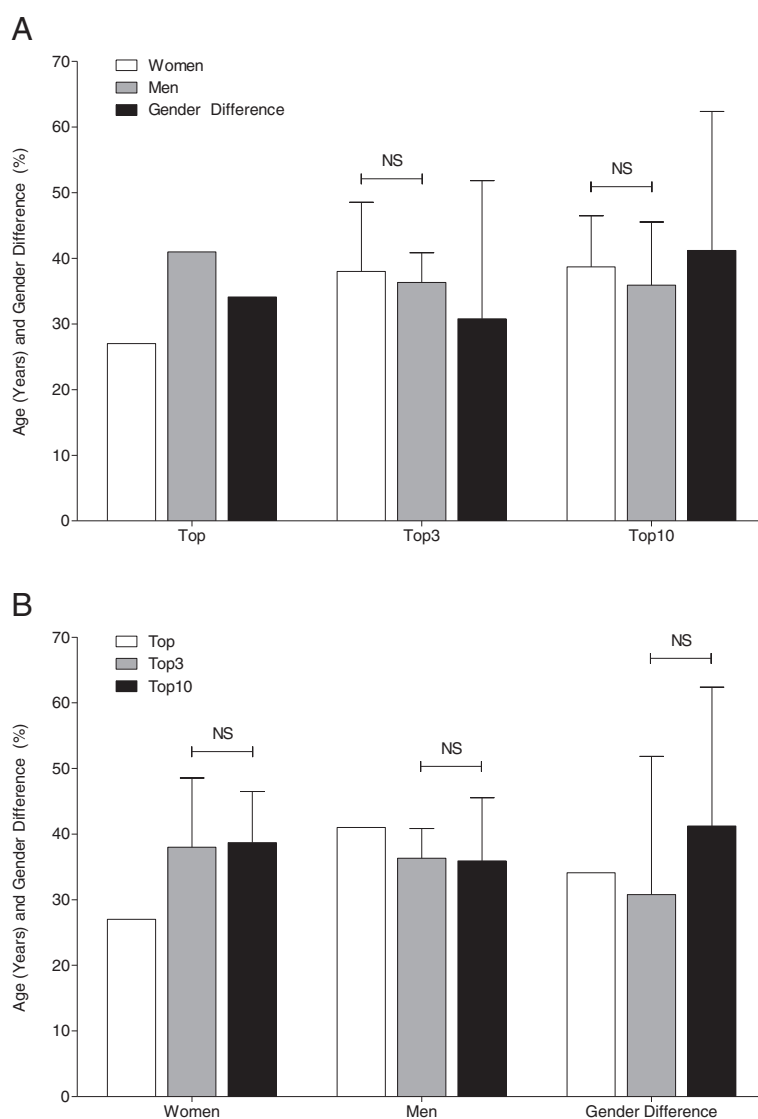 A
Age (Years) and Gender Difference (%)
70
60
50
40
30
20
10
0
Women
Men
Gender Difference
NS
NS
Top
Top3
Top10
B
Age (Years) and Gender Difference (%)
70
60
50
40
30
20
10
0
Top
Top3
Top10
NS
NS
NS
Women
Men
Gender Difference